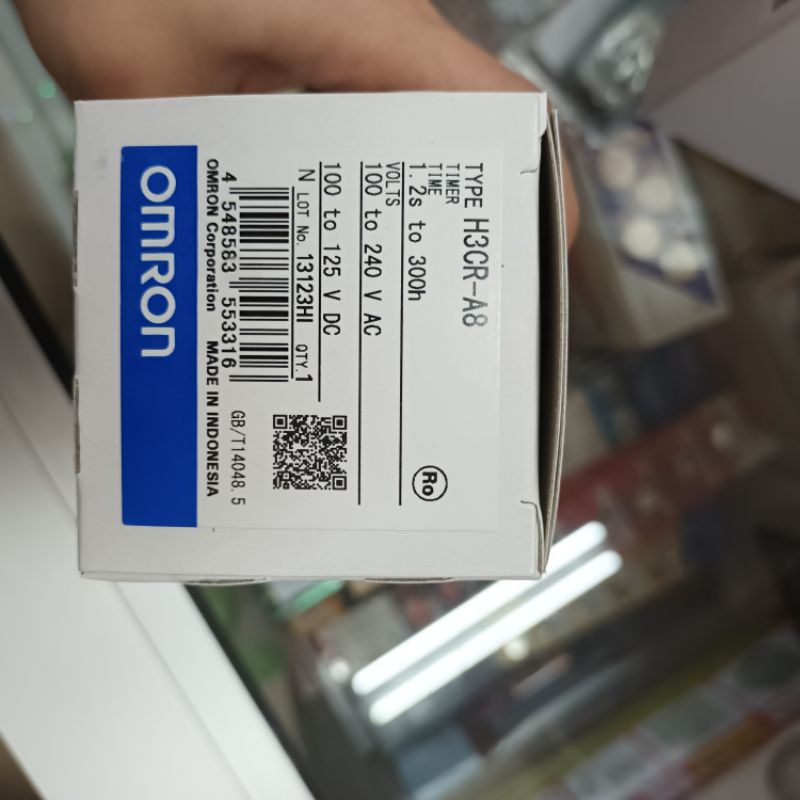 TYPE H3CR-A8
TIMER
TIME
1.2s to 300h
VOLTS
100 to 240 V AC
100 to 125 V DC
N LOT No. 13123HI QTY.1
4 548583 553316
GB/T14048.5
OMRON Corporation MADE IN INDONESIA
OMRON
Ro